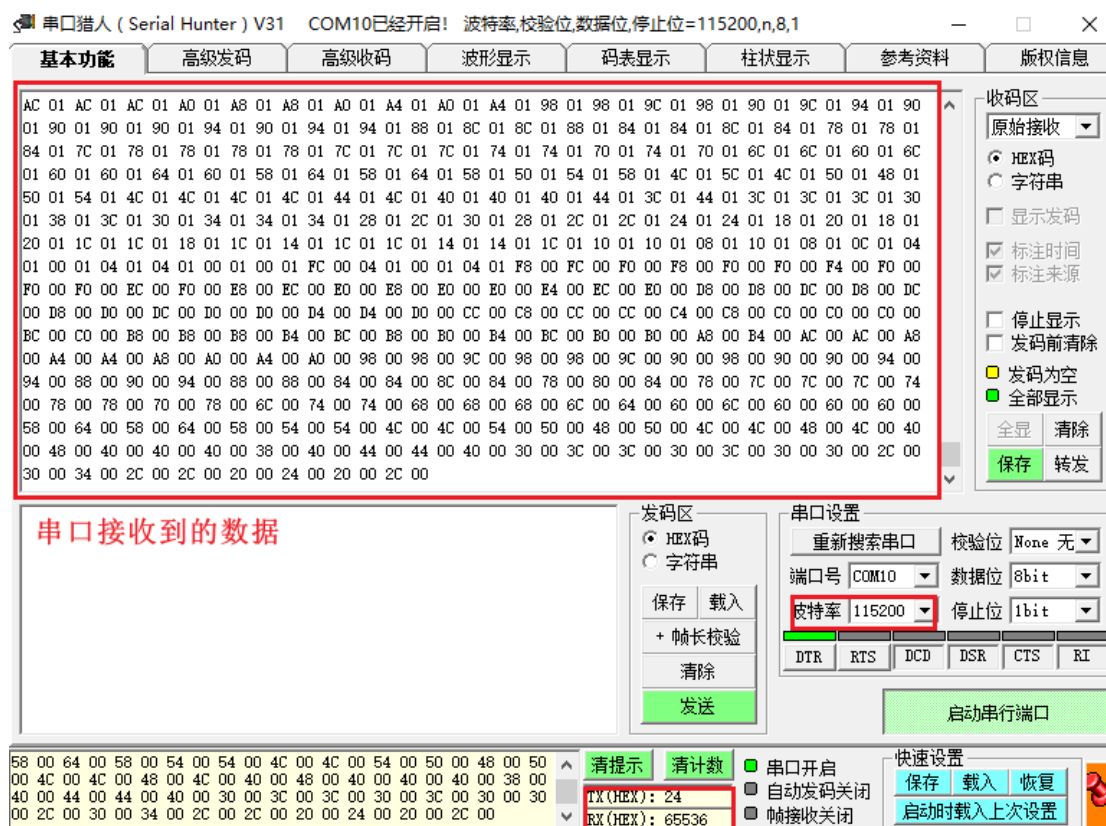 串口猎人（Serial Hunter）V31 COM10已经开启！ 波特率,校验位,数据位,停止位=115200,n,8,1
基本功能 高级发码 高级收码 波形显示 码表显示 柱状显示 参考资料 版权信息
AC 01 AC 01 AC 01 A0 01 A8 01 A8 01 A0 01 A4 01 A0 01 A4 01 98 01 98 01 9C 01 98 01 90 01 9C 01 94 01 90
01 90 01 90 01 90 01 94 01 90 01 94 01 94 01 88 01 8C 01 8C 01 88 01 84 01 84 01 8C 01 84 01 78 01 78 01
84 01 7C 01 78 01 78 01 78 01 78 01 7C 01 7C 01 7C 01 74 01 74 01 70 01 74 01 70 01 6C 01 6C 01 60 01 6C
01 60 01 60 01 64 01 60 01 58 01 64 01 58 01 64 01 58 01 50 01 54 01 58 01 4C 01 5C 01 4C 01 50 01 48 01
50 01 54 01 4C 01 4C 01 4C 01 4C 01 44 01 4C 01 40 01 40 01 40 01 44 01 3C 01 44 01 3C 01 3C 01 3C 01 30
01 38 01 3C 01 30 01 34 01 34 01 34 01 28 01 2C 01 30 01 28 01 2C 01 2C 01 24 01 24 01 18 01 20 01 18 01
20 01 1C 01 1C 01 18 01 1C 01 14 01 1C 01 1C 01 14 01 14 01 1C 01 10 01 10 01 08 01 10 01 08 01 0C 01 04
01 00 01 04 01 04 01 00 01 00 01 FC 00 04 01 00 01 04 01 F8 00 FC 00 F0 00 F8 00 F0 00 F0 00 F4 00 F0 00
F0 00 F0 00 EC 00 F0 00 E8 00 EC 00 E0 00 E8 00 E0 00 E0 00 E4 00 EC 00 E0 00 D8 00 D8 00 DC 00 D8 00 DC
00 D8 00 D0 00 DC 00 D0 00 D0 00 D4 00 D4 00 D0 00 CC 00 C8 00 CC 00 CC 00 C4 00 C8 00 C0 00 C0 00 C0 00
BC 00 C0 00 B8 00 B8 00 B8 00 B4 00 BC 00 B8 00 B0 00 B4 00 BC 00 B0 00 B0 00 A8 00 B4 00 AC 00 AC 00 A8
00 A4 00 A4 00 A8 00 A0 00 A4 00 A0 00 98 00 98 00 9C 00 98 00 98 00 9C 00 90 00 98 00 90 00 90 00 94 00
94 00 88 00 90 00 94 00 88 00 88 00 84 00 84 00 8C 00 84 00 78 00 80 00 84 00 78 00 7C 00 7C 00 7C 00 74
00 78 00 78 00 70 00 78 00 6C 00 74 00 74 00 68 00 68 00 68 00 6C 00 64 00 60 00 6C 00 60 00 60 00 60 00
58 00 64 00 58 00 64 00 58 00 54 00 54 00 4C 00 4C 00 54 00 50 00 48 00 50 00 4C 00 4C 00 48 00 4C 00 40
00 48 00 40 00 40 00 40 00 38 00 40 00 44 00 44 00 40 00 30 00 3C 00 3C 00 30 00 3C 00 30 00 30 00 2C 00
30 00 34 00 2C 00 2C 00 20 00 24 00 20 00 2C 00
收码区
原始接收
HEX码
字符串
显示发码
标注时间
标注来源
停止显示
发码前清除
发码为空
全部显示
全显 清除
保存 转发
串口接收到的数据
发码区
HEX码
字符串
保存 载入
+ 帧长校验
清除
发送
串口设置
重新搜索串口 校验位 None 无
端口号 COM10 数据位 8bit
波特率 115200 停止位 1bit
DTR RTS DCD DSR CTS RI
启动串行端口
58 00 64 00 58 00 54 00 54 00 4C 00 4C 00 54 00 50 00 48 00 50
00 4C 00 4C 00 48 00 4C 00 40 00 48 00 40 00 40 00 40 00 38 00
40 00 44 00 44 00 40 00 30 00 3C 00 3C 00 30 00 3C 00 30 00 30
00 2C 00 30 00 34 00 2C 00 2C 00 20 00 24 00 20 00 2C 00
清提示 清计数
TX(HEX): 24
RX(HEX): 65536
串口开启
自动发码关闭
帧接收关闭
快速设置
保存 载入 恢复
启动时载入上次设置